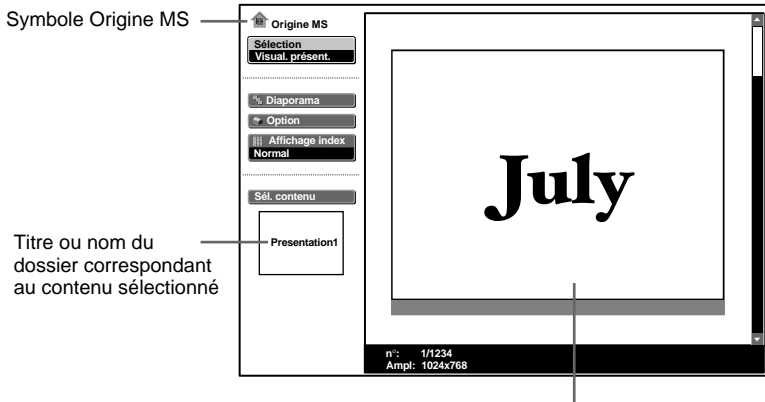 Symbole Origine MS
Origine MS
Sélection
Visual. présent.
Diaporama
Option
Affichage index
Normal
Sél. contenu
Presentation1
Titre ou nom du
dossier correspondant
au contenu sélectionné
July
n°: 1/1234
Ampl: 1024x768